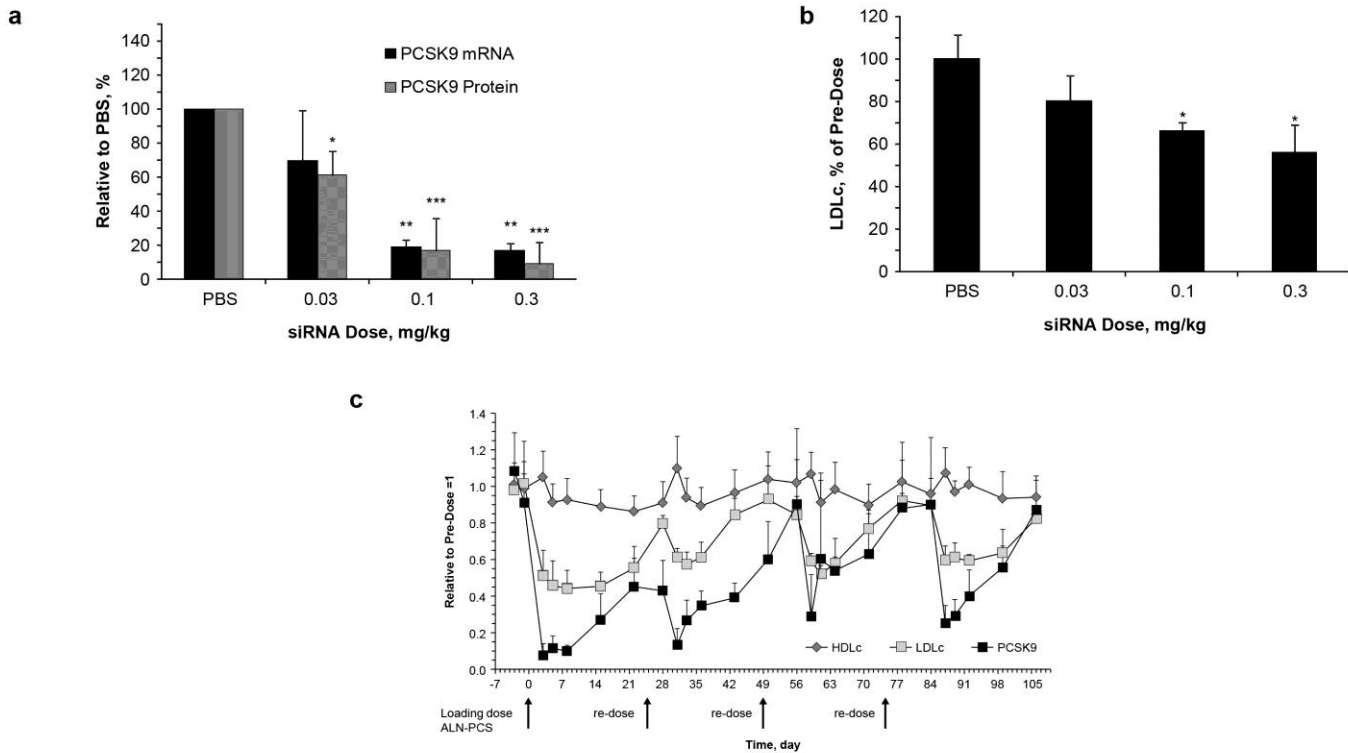 a
140
120
100
80
60
40
20
0
Relative to PBS, %
PCSK9 mRNA
PCSK9 Protein
*
**
***
**
***
PBS
0.03
0.1
0.3
siRNA Dose, mg/kg
b
120
100
80
60
40
20
0
LDLc, % of Pre-Dose
*
*
PBS
0.03
0.1
0.3
siRNA Dose, mg/kg
c
1.4
1.2
1.0
0.8
0.6
0.4
0.2
0.0
Relative to Pre-Dose =1
HDLc
LDLc
PCSK9
-7
0
7
14
21
28
35
42
49
56
63
70
77
84
91
98
105
Loading dose
ALN-PCS
re-dose
re-dose
re-dose
Time, day